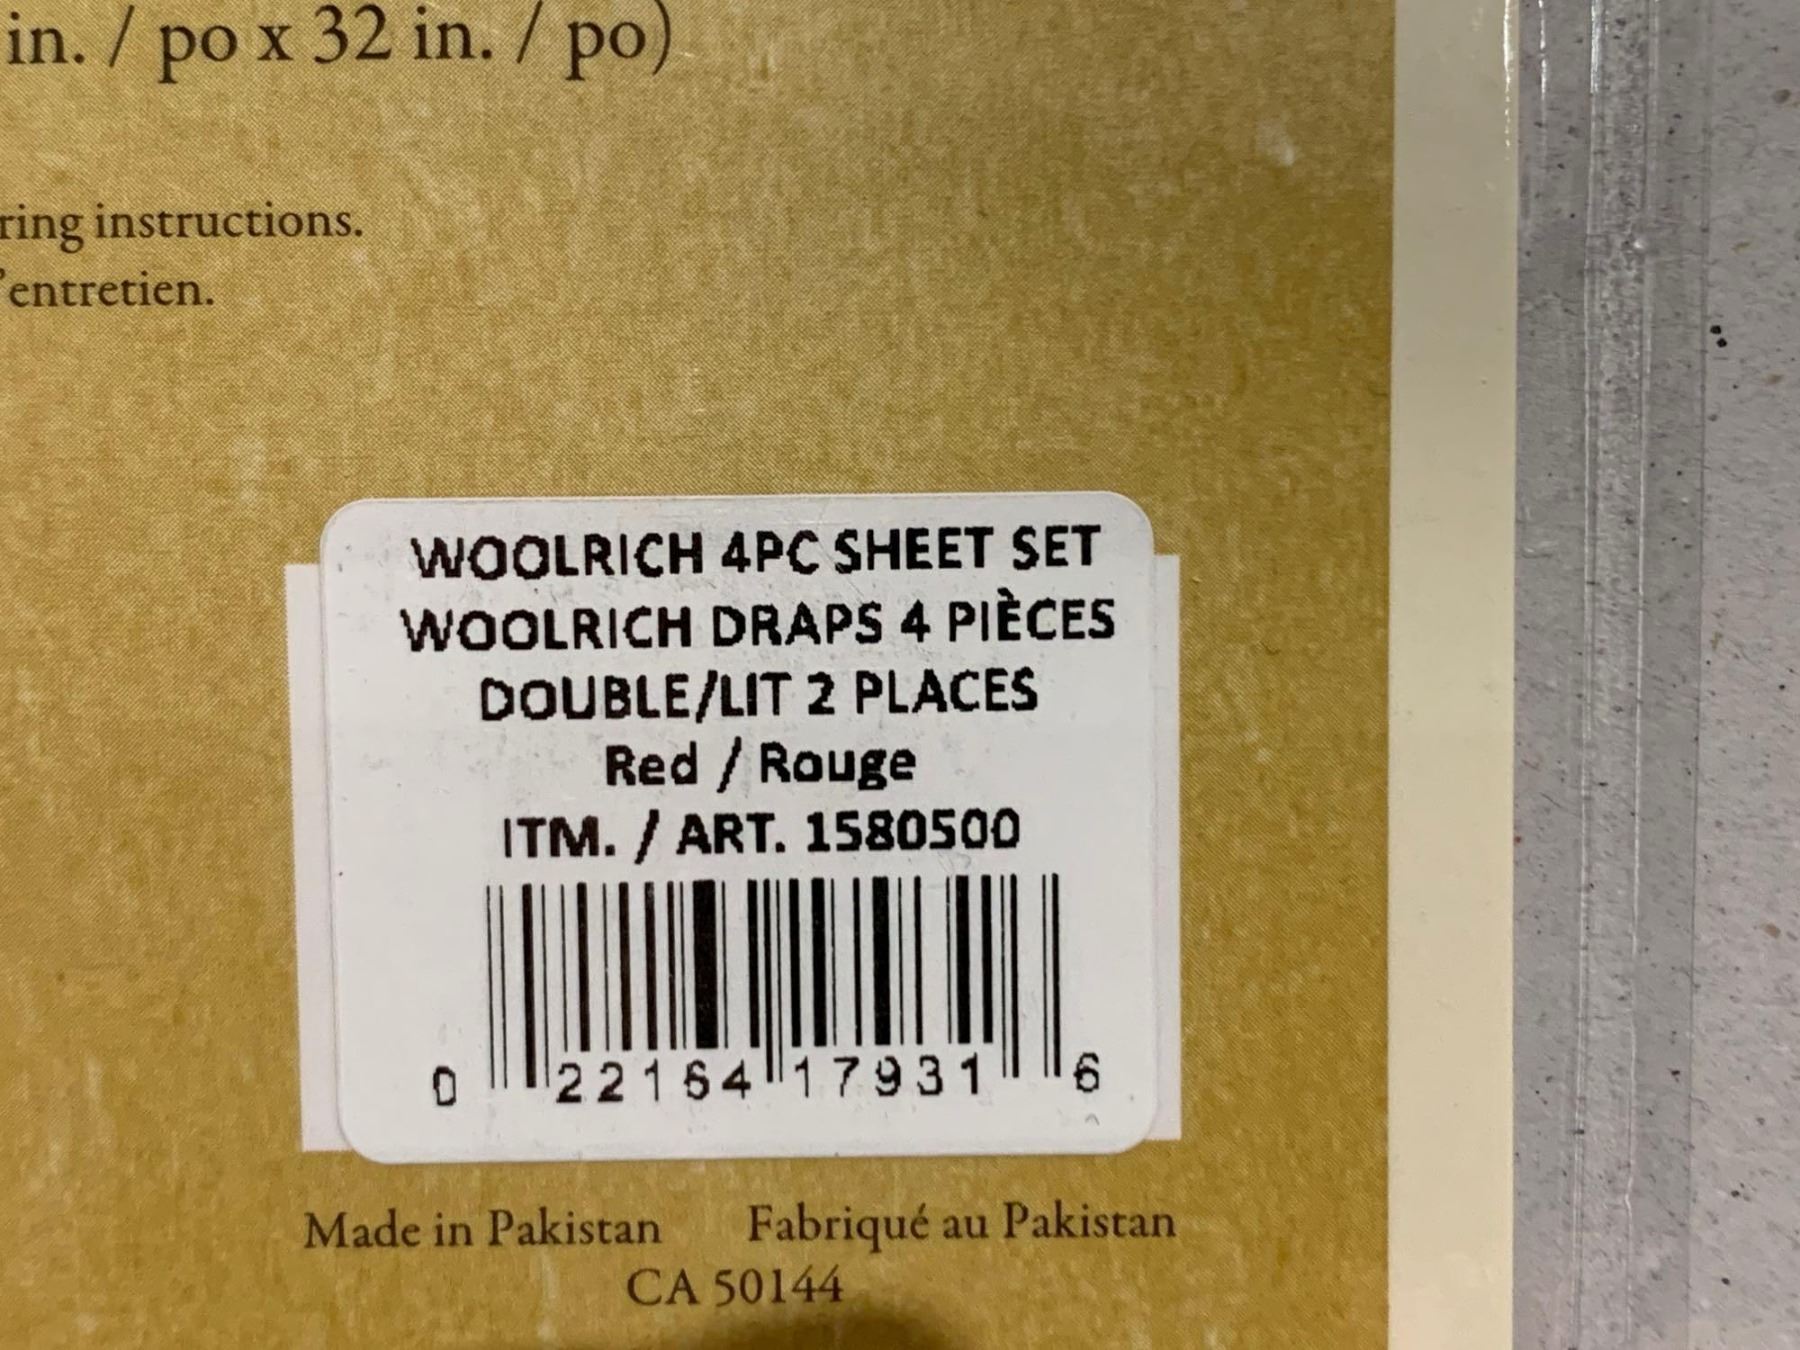 in. / po x 32 in. / po)
ring instructions.
'entretien.
WOOLRICH 4PC SHEET SET
WOOLRICH DRAPS 4 PIÈCES
DOUBLE/LIT 2 PLACES
Red / Rouge
ITM. / ART. 1580500
0 22164 17931 6
Made in Pakistan Fabriqué au Pakistan
CA 50144